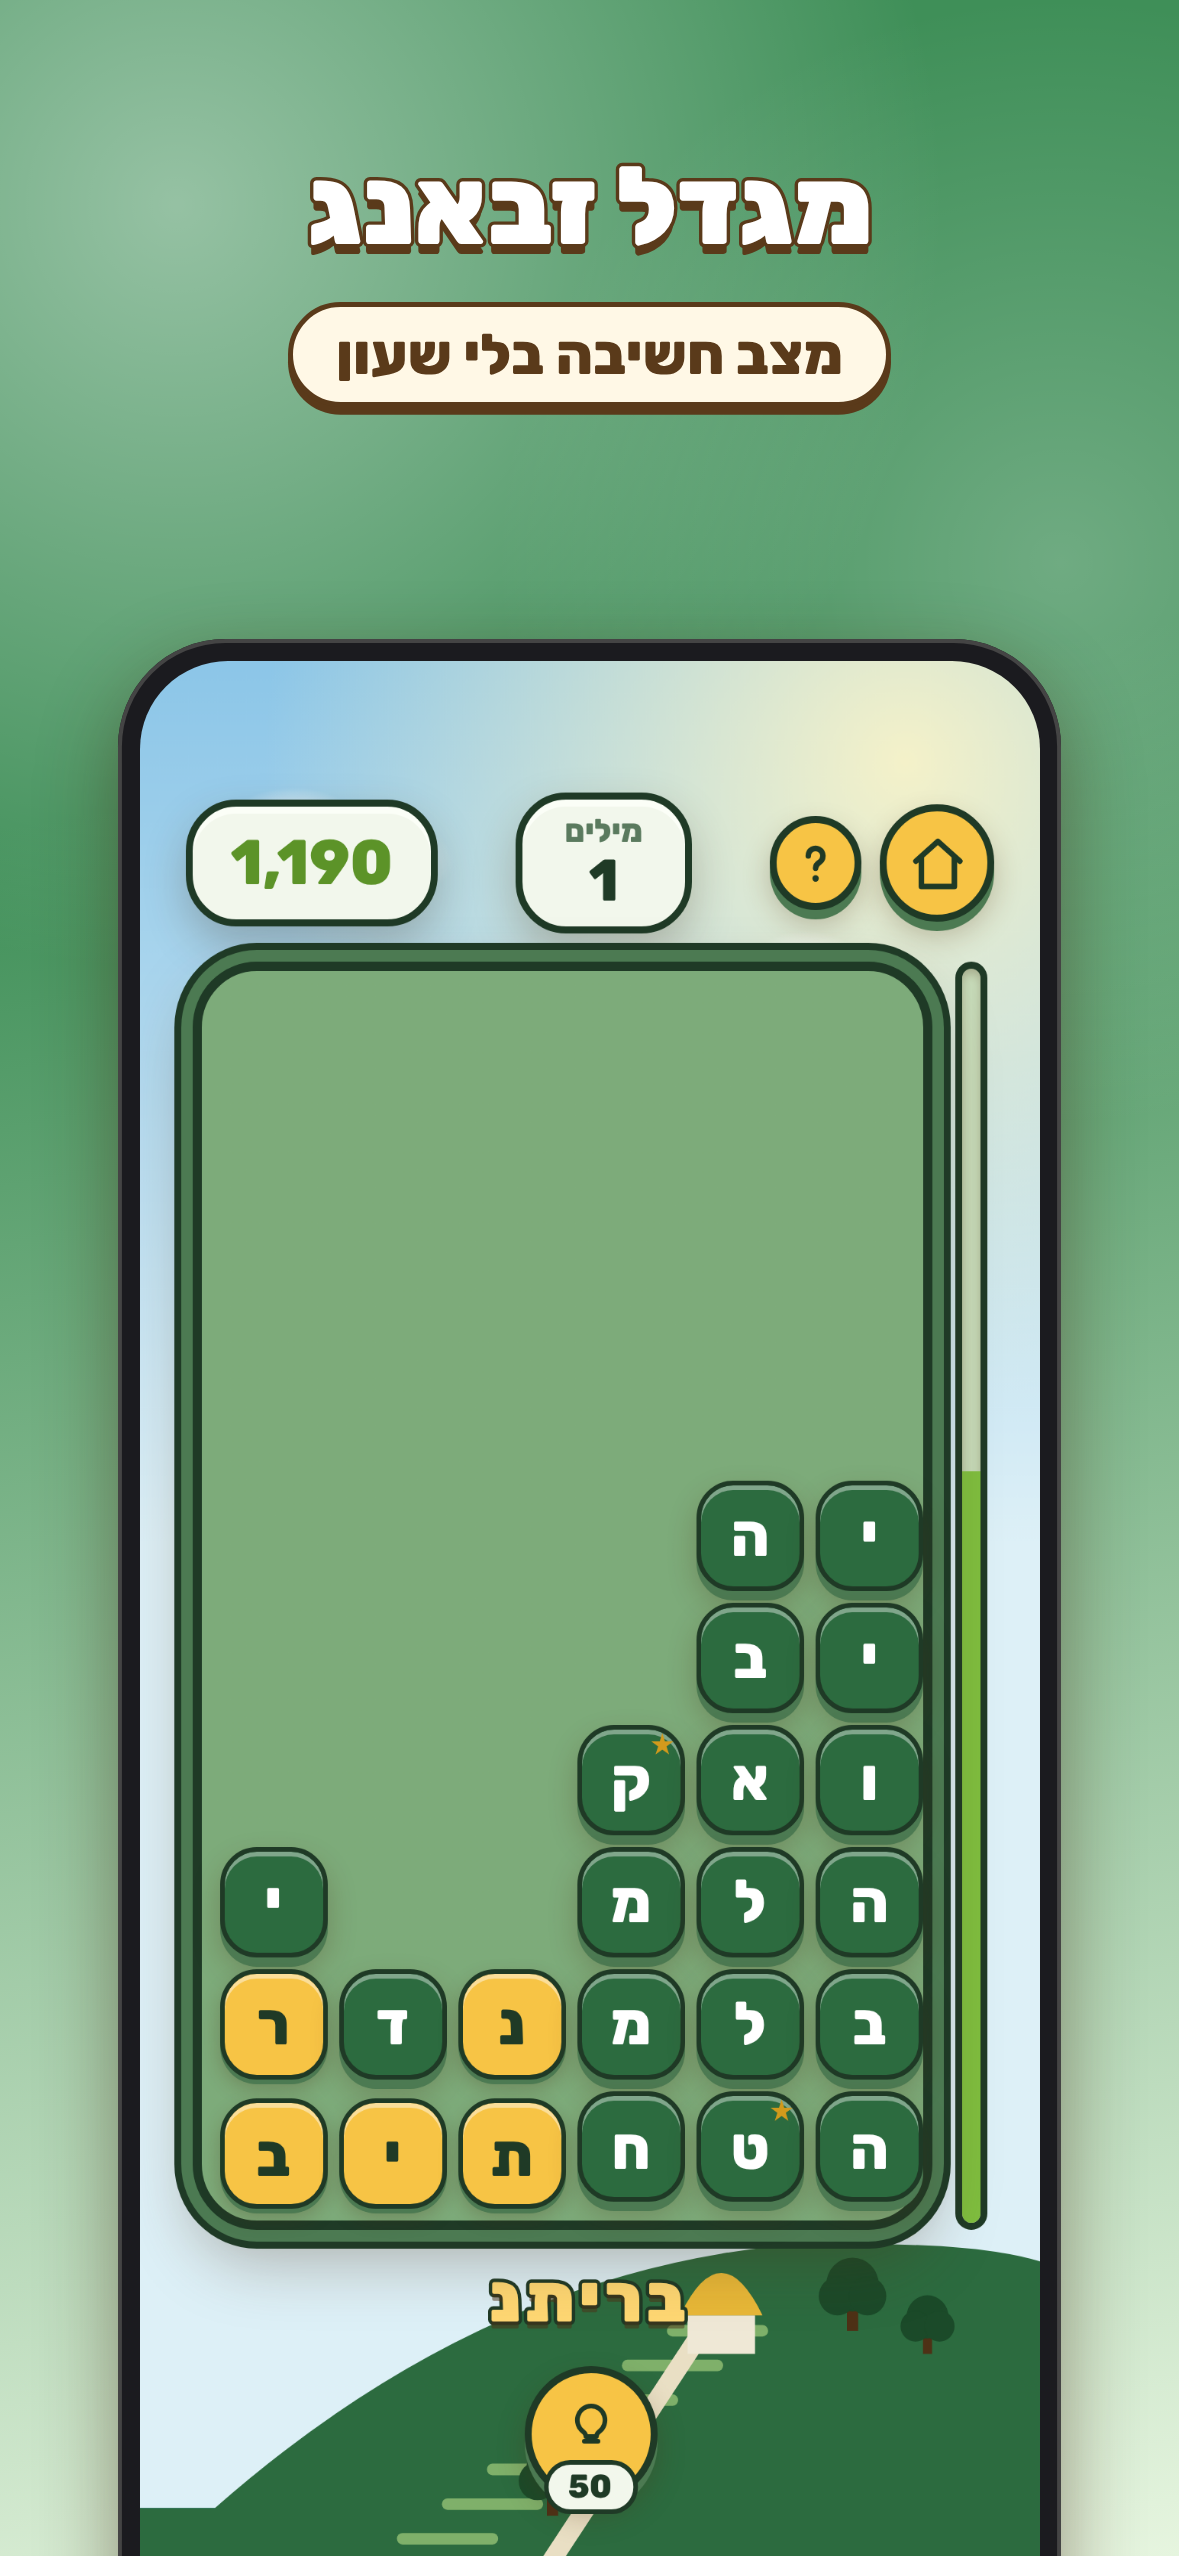 מגדל זבאנג
מצב חשיבה בלי שעון
? מילים 1,190
1
י ה
י ב
ו א ק
ה ל מ י
ב ל מ נ ד ר
ה ט ח ת י ב
בריתנ
50